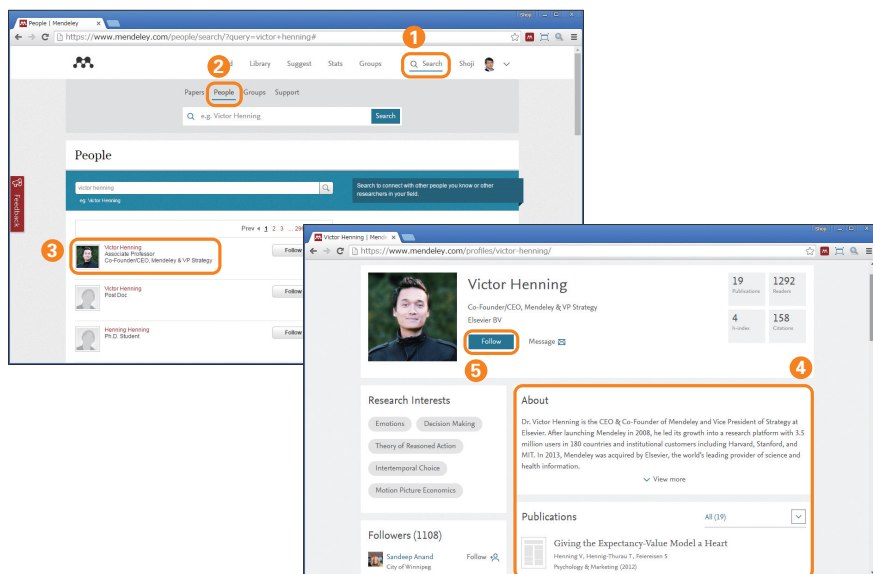 People | Mendeley
Shop
https://www.mendeley.com/people/search/?query=victor+henning#
1
2
Library Suggest Stats Groups Search Shoji
Papers People Groups Support
e.g. Victor Henning Search
People
victor henning
eg. Victor Henning
Search to connect with other people you know or other
researchers in your field.
Feedback
Prev 1 2 3 ...
3
Victor Henning
Associate Professor
Co-Founder/CEO, Mendeley & VP Strategy
Follow
Victor Henning
Post Doc
Follow
Henning Henning
Ph.D. Student
Follow
Victor Henning | Mende
Shop
https://www.mendeley.com/profiles/victor-henning/
Victor Henning
Co-Founder/CEO, Mendeley & VP Strategy
Elsevier BV
Follow Message
19 Publications
1292 Readers
4 h-index
158 Citations
5
4
Research Interests
Emotions Decision Making
Theory of Reasoned Action
Intertemporal Choice
Motion Picture Economics
Followers (1108)
Sandeep Anand Follow
City of Winnipeg
About
Dr. Victor Henning is the CEO & Co-Founder of Mendeley and Vice President of Strategy at
Elsevier. After launching Mendeley in 2008, he led its growth into a research platform with 3.5
million users in 180 countries and institutional customers including Harvard, Stanford, and
MIT. In 2013, Mendeley was acquired by Elsevier, the world's leading provider of science and
health information.
View more
Publications All (19)
Giving the Expectancy-Value Model a Heart
Henning V, Hennig-Thurau T, Feiereisen S
Psychology & Marketing (2012)